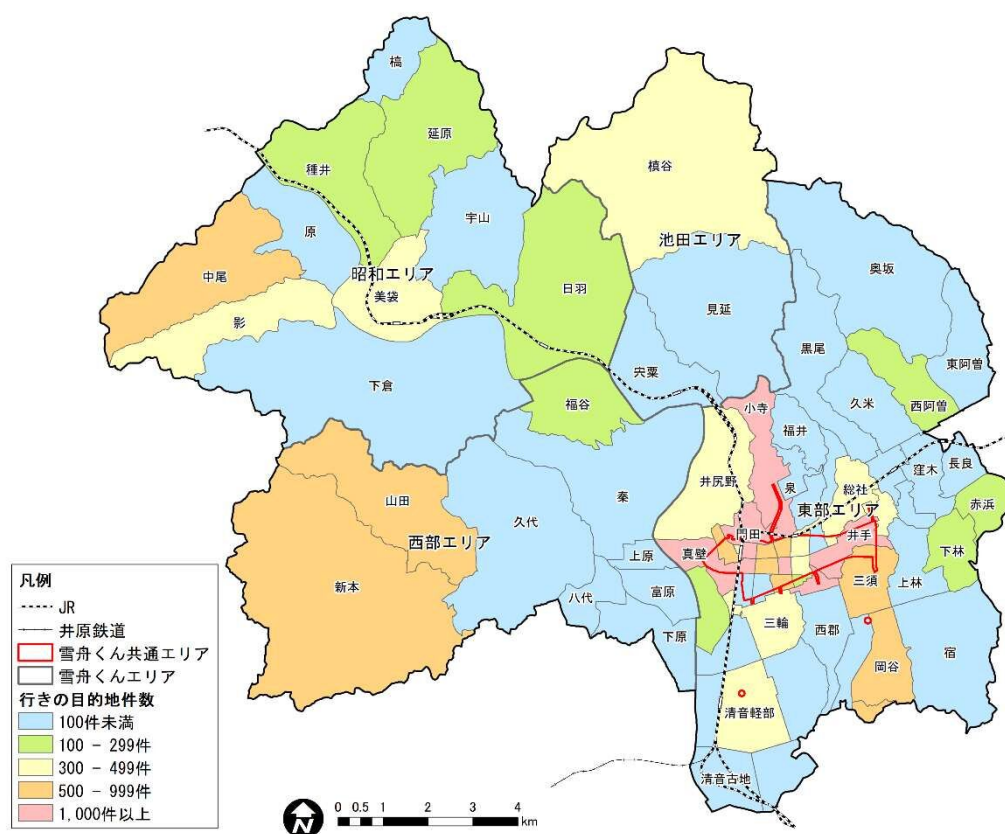 槁
延原
種井
槙谷
宇山
原
池田エリア
奥坂
昭和エリア
中尾
日羽
美袋
見延
影
黒尾
東阿曽
宍粟
下倉
久米
西阿曽
小寺
福谷
福井
長良
窪木
井尻野
泉
総社
赤浜
山田
秦
久代
東部エリア
西部エリア
門田
井手
上原
真壁
下林
新本
三須
上林
八代
富原
三輪
西郡
下原
宿
岡谷
清音軽部
清音古地
凡例
JR
井原鉄道
雪舟くん共通エリア
雪舟くんエリア
行きの目的地件数
100件未満
100 - 299件
300 - 499件
500 - 999件
1,000件以上
N
0 0.5 1 2 3 4
km